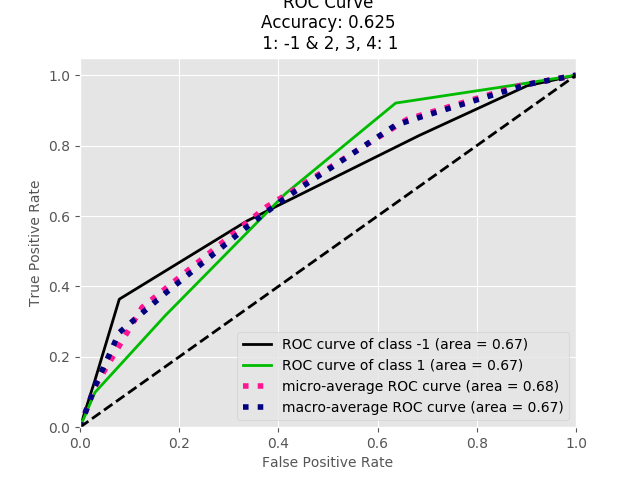 ROC Curve
Accuracy: 0.625
1: -1 & 2, 3, 4: 1
1.0
0.8
0.6
0.4
0.2
0.0
True Positive Rate
ROC curve of class -1 (area = 0.67)
ROC curve of class 1 (area = 0.67)
micro-average ROC curve (area = 0.68)
macro-average ROC curve (area = 0.67)
0.0 0.2 0.4 0.6 0.8 1.0
False Positive Rate